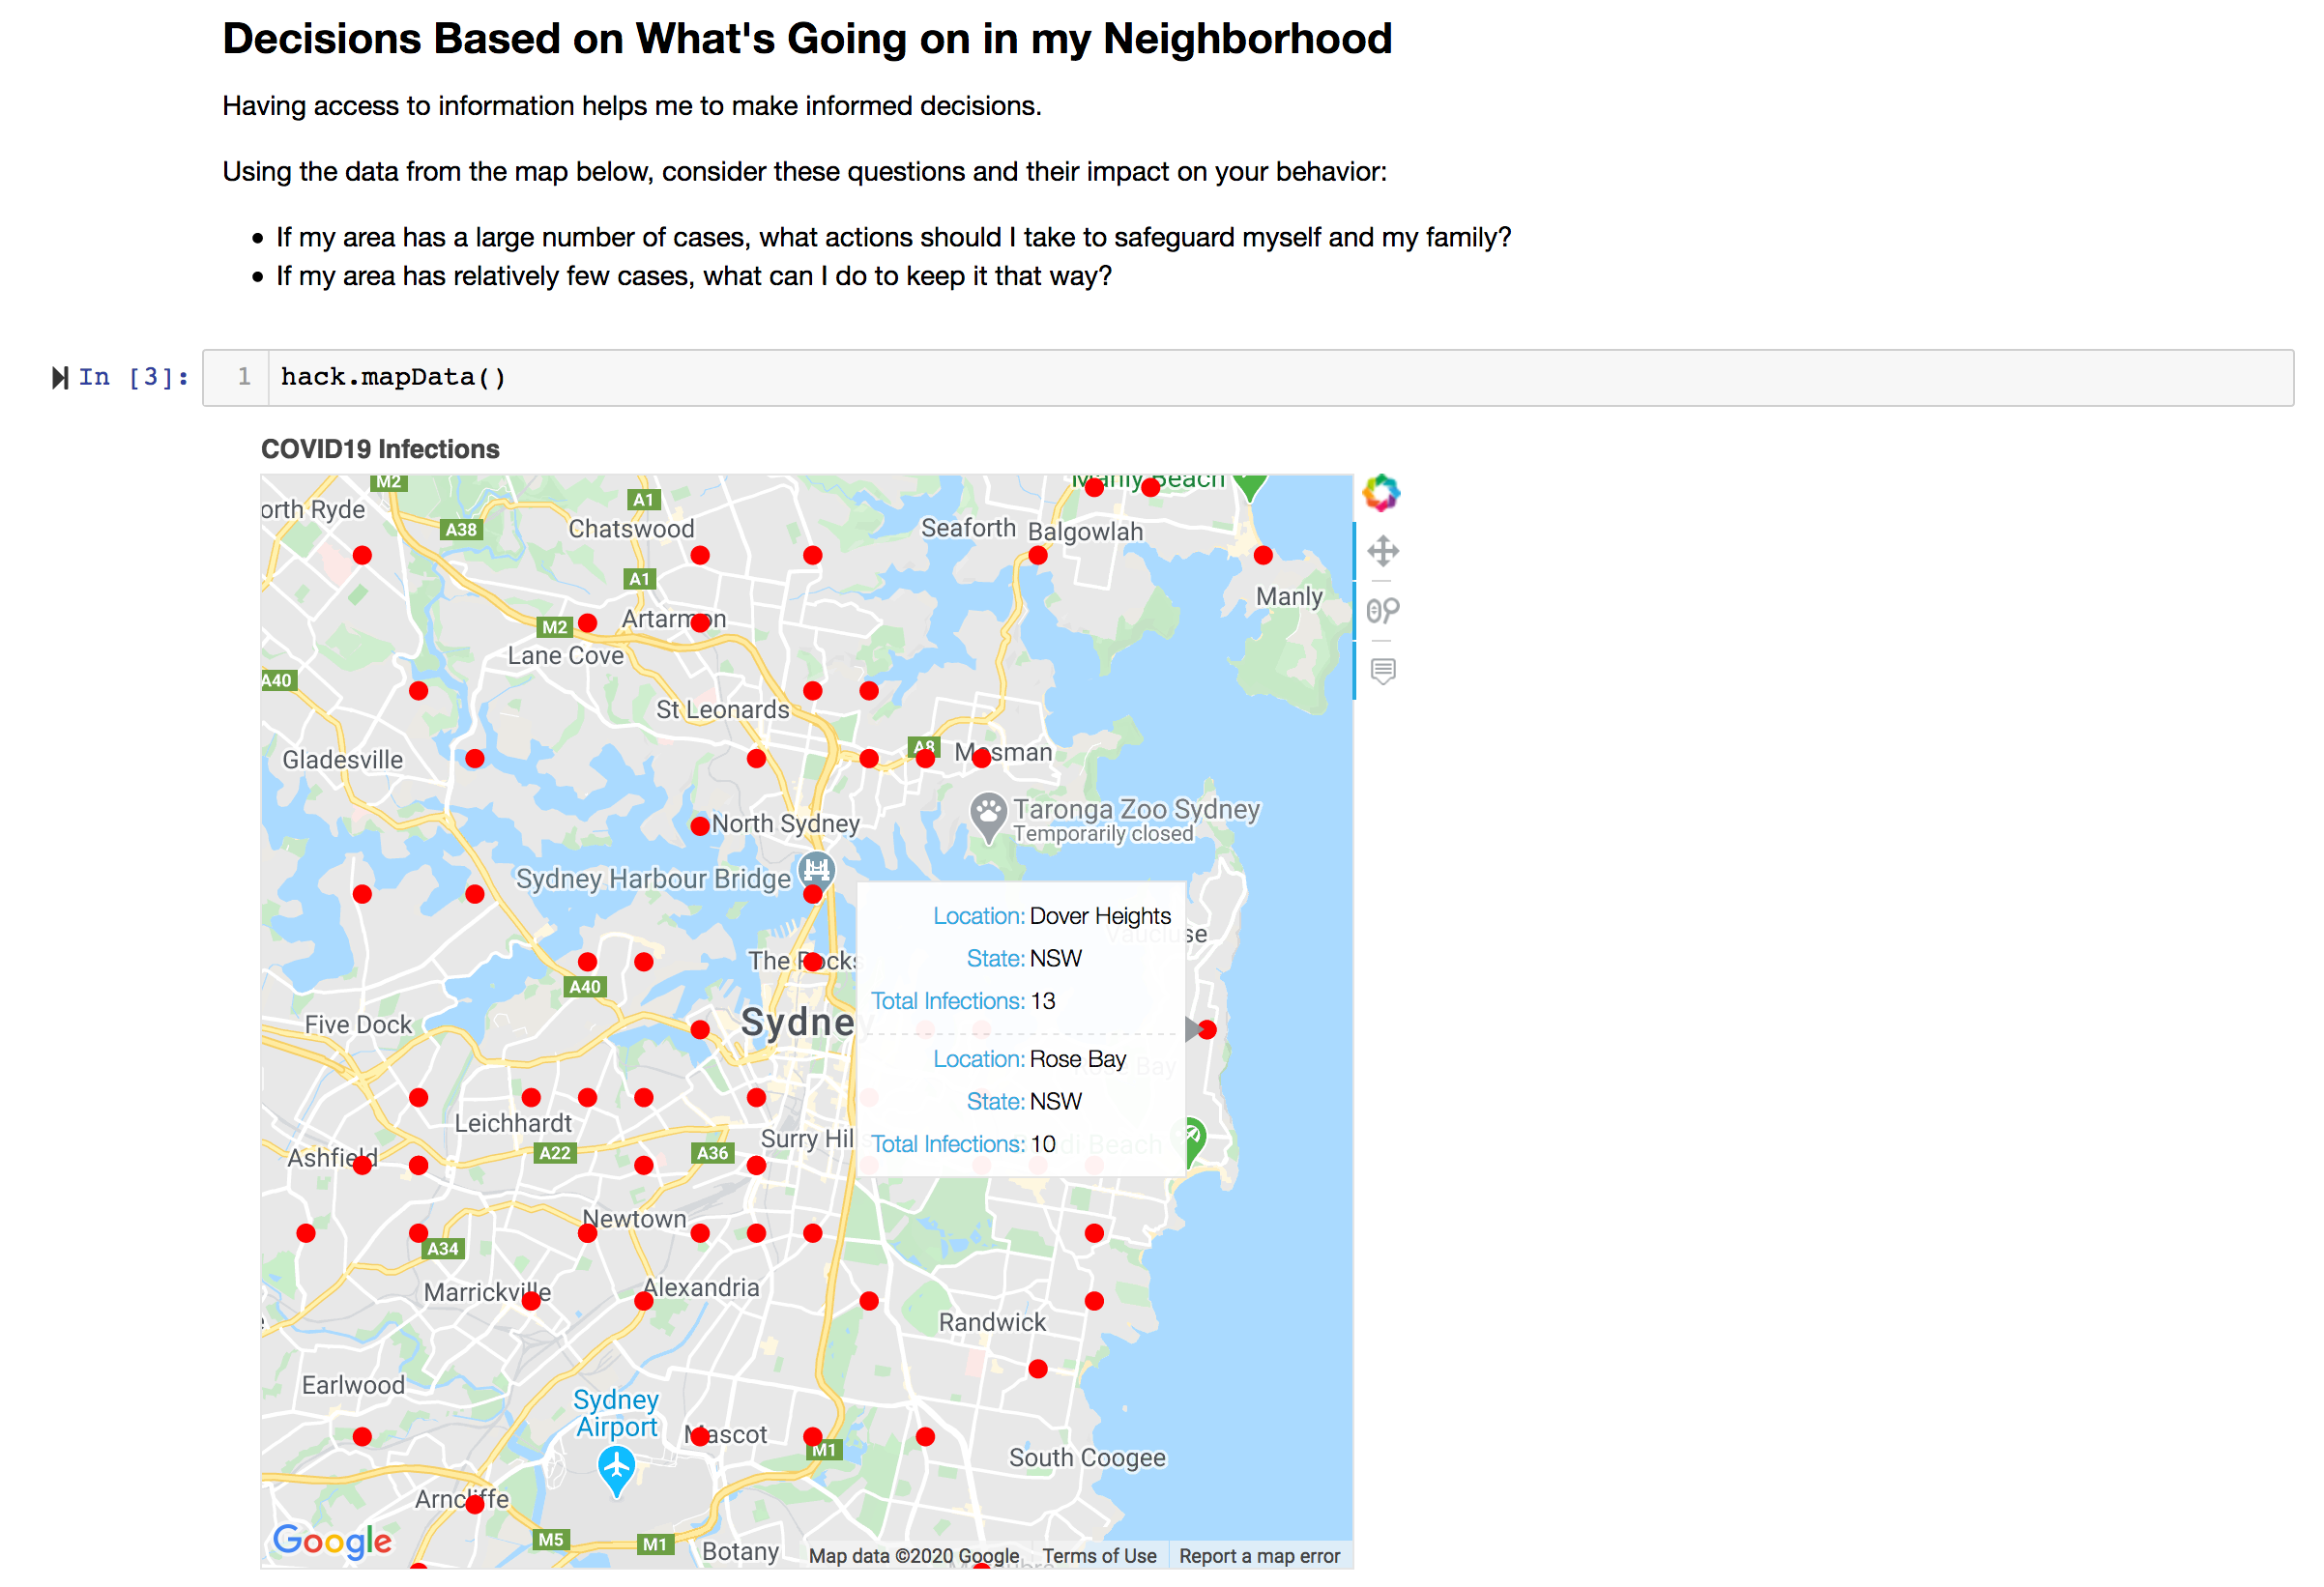 Decisions Based on What's Going on in my Neighborhood
Having access to information helps me to make informed decisions.
Using the data from the map below, consider these questions and their impact on your behavior:
If my area has a large number of cases, what actions should I take to safeguard myself and my family?
If my area has relatively few cases, what can I do to keep it that way?
In [3]:
1 hack.mapData()
COVID19 Infections
M2
Manly Beach
A1
orth Ryde
A38
Chatswood
Seaforth
Balgowlah
A1
Manly
M2
Artarmon
Lane Cove
A40
St Leonards
A8
Mosman
Gladesville
Taronga Zoo Sydney
Temporarily closed
North Sydney
Sydney Harbour Bridge
Location: Dover Heights
State: NSW
Total Infections: 13
Location: Rose Bay
State: NSW
Total Infections: 10
Vaucluse
The Rocks
A40
Sydney
Five Dock
Bay
Leichhardt
Surry Hil
di Beach
A22
A36
Ashfield
Newtown
A34
Marrickville
Alexandria
Randwick
Earlwood
Sydney
Airport
Mascot
M1
South Coogee
Arncliffe
Google
M5
M1
Botany
Map data ©2020 Google
Terms of Use
Report a map error